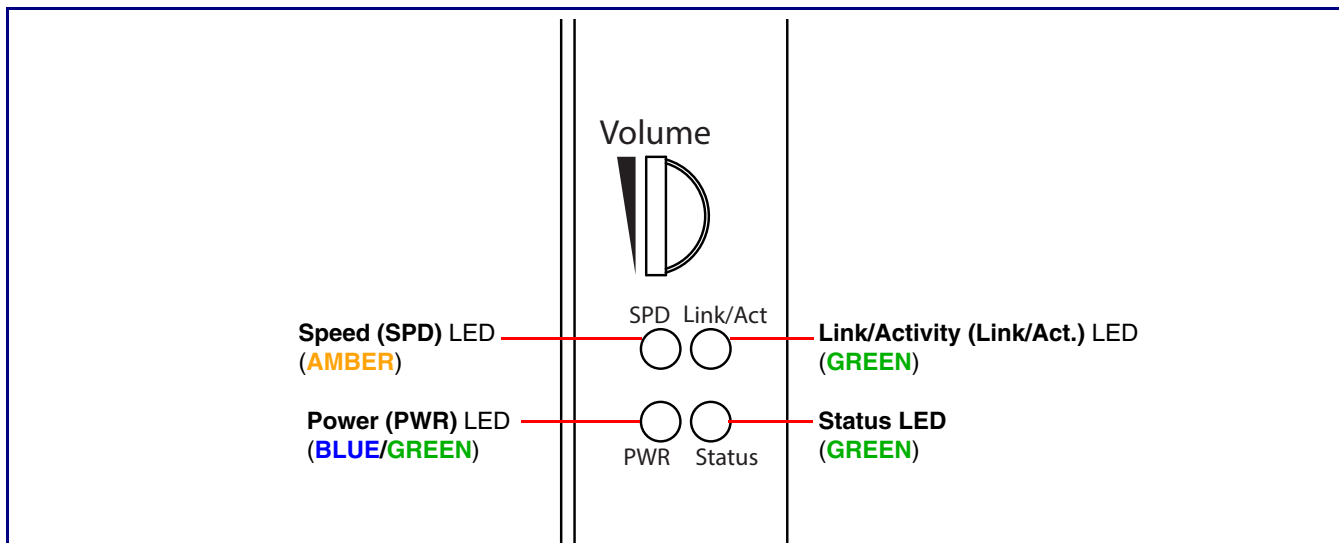 Volume
SPD Link/Act
Speed (SPD) LED
(AMBER)
Link/Activity (Link/Act.) LED
(GREEN)
Power (PWR) LED
(BLUE/GREEN)
Status LED
(GREEN)
PWR Status